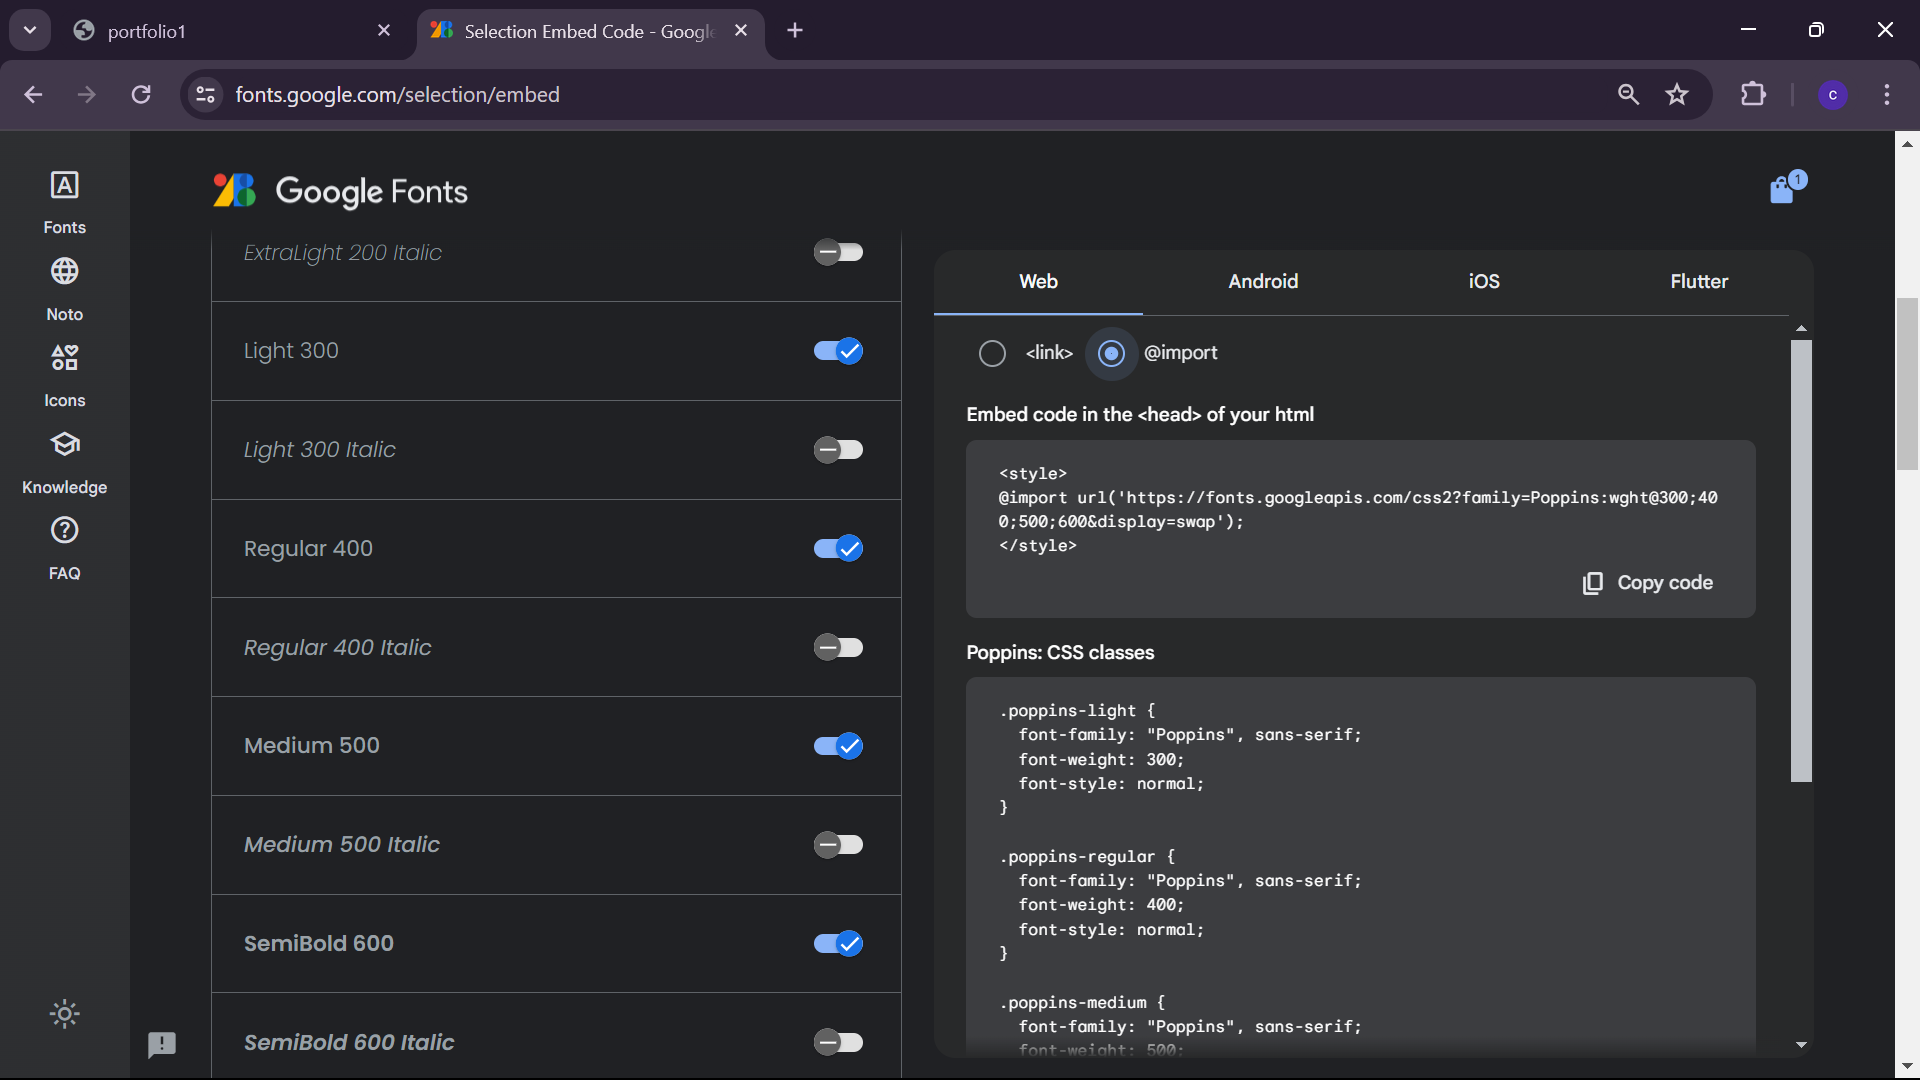 portfolio1
Selection Embed Code - Googl
fonts.google.com/selection/embed
c
Fonts
Noto
Icons
Knowledge
FAQ
Google Fonts
1
ExtraLight 200 Italic
Light 300
Light 300 Italic
Regular 400
Regular 400 Italic
Medium 500
Medium 500 Italic
SemiBold 600
SemiBold 600 Italic
Web Android iOS Flutter
<link> @import
Embed code in the <head> of your html
<style>
@import url('https://fonts.googleapis.com/css2?family=Poppins:wght@300;40
0;500;600&display=swap');
</style>
Copy code
Poppins: CSS classes
.poppins-light {
font-family: "Poppins", sans-serif;
font-weight: 300;
font-style: normal;
}
.poppins-regular {
font-family: "Poppins", sans-serif;
font-weight: 400;
font-style: normal;
}
.poppins-medium {
font-family: "Poppins", sans-serif;
font-weight: 500;